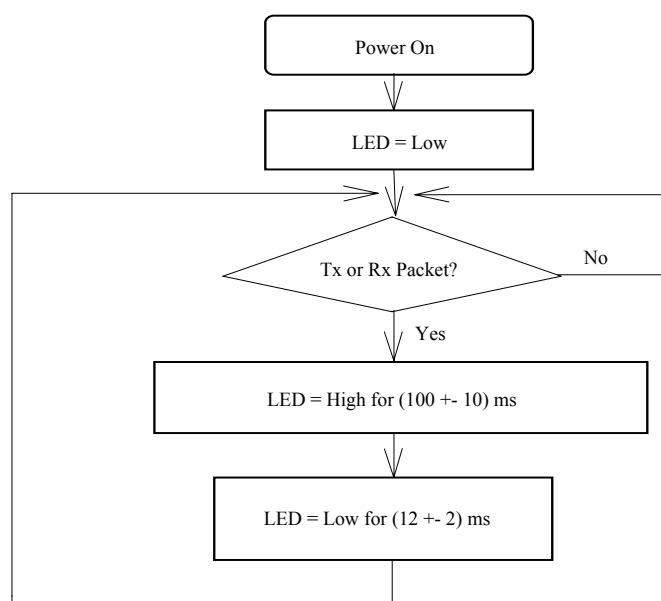 Power On
LED = Low
Tx or Rx Packet?
No
Yes
LED = High for (100 +- 10) ms
LED = Low for (12 +- 2) ms